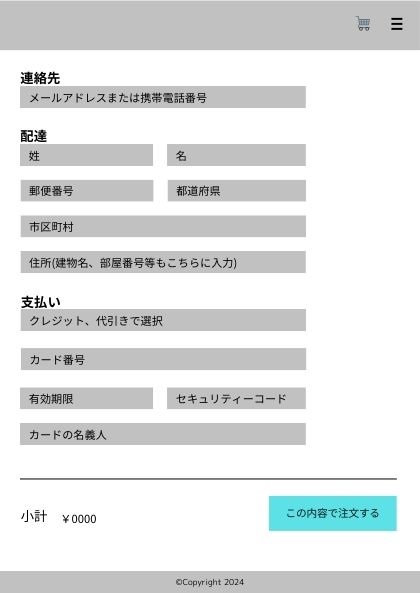 連絡先
メールアドレスまたは携帯電話番号
配達
姓 名
郵便番号 都道府県
市区町村
住所(建物名、部屋番号等もこちらに入力)
支払い
クレジット、代引きで選択
カード番号
有効期限 セキュリティーコード
カードの名義人
小計 ￥0000 この内容で注文する
©Copyright 2024